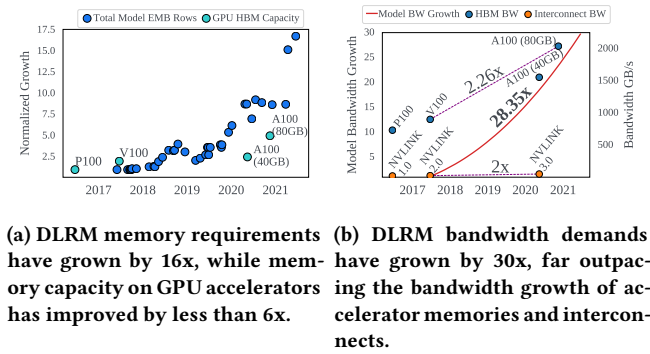 Total Model EMB Rows
GPU HBM Capacity
Normalized Growth
17.5
15.0
12.5
10.0
7.5
5.0
2.5
P100
V100
A100
(80GB)
A100
(40GB)
2017
2018
2019
2020
2021
Model BW Growth
HBM BW
Interconnect BW
Model Bandwidth Growth
30
25
20
15
10
5
P100
V100
2.26x
A100 (80GB)
A100 (40GB)
28.35x
NVLINK
1.0
NVLINK
2.0
2x
NVLINK
3.0
2000
1500
1000
500
Bandwidth GB/s
2017
2018
2019
2020
2021
(a) DLRM memory requirements
have grown by 16x, while mem-
ory capacity on GPU accelerators
has improved by less than 6x.
(b) DLRM bandwidth demands
have grown by 30x, far outpac-
ing the bandwidth growth of ac-
celerator memories and intercon-
nects.